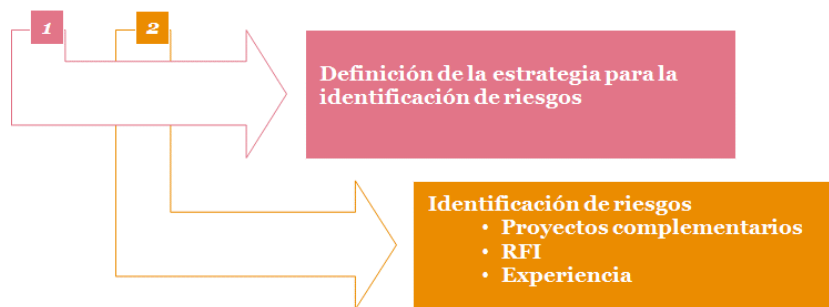 1
2
Definición de la estrategia para la
identificación de riesgos
Identificación de riesgos
• Proyectos complementarios
• RFI
• Experiencia